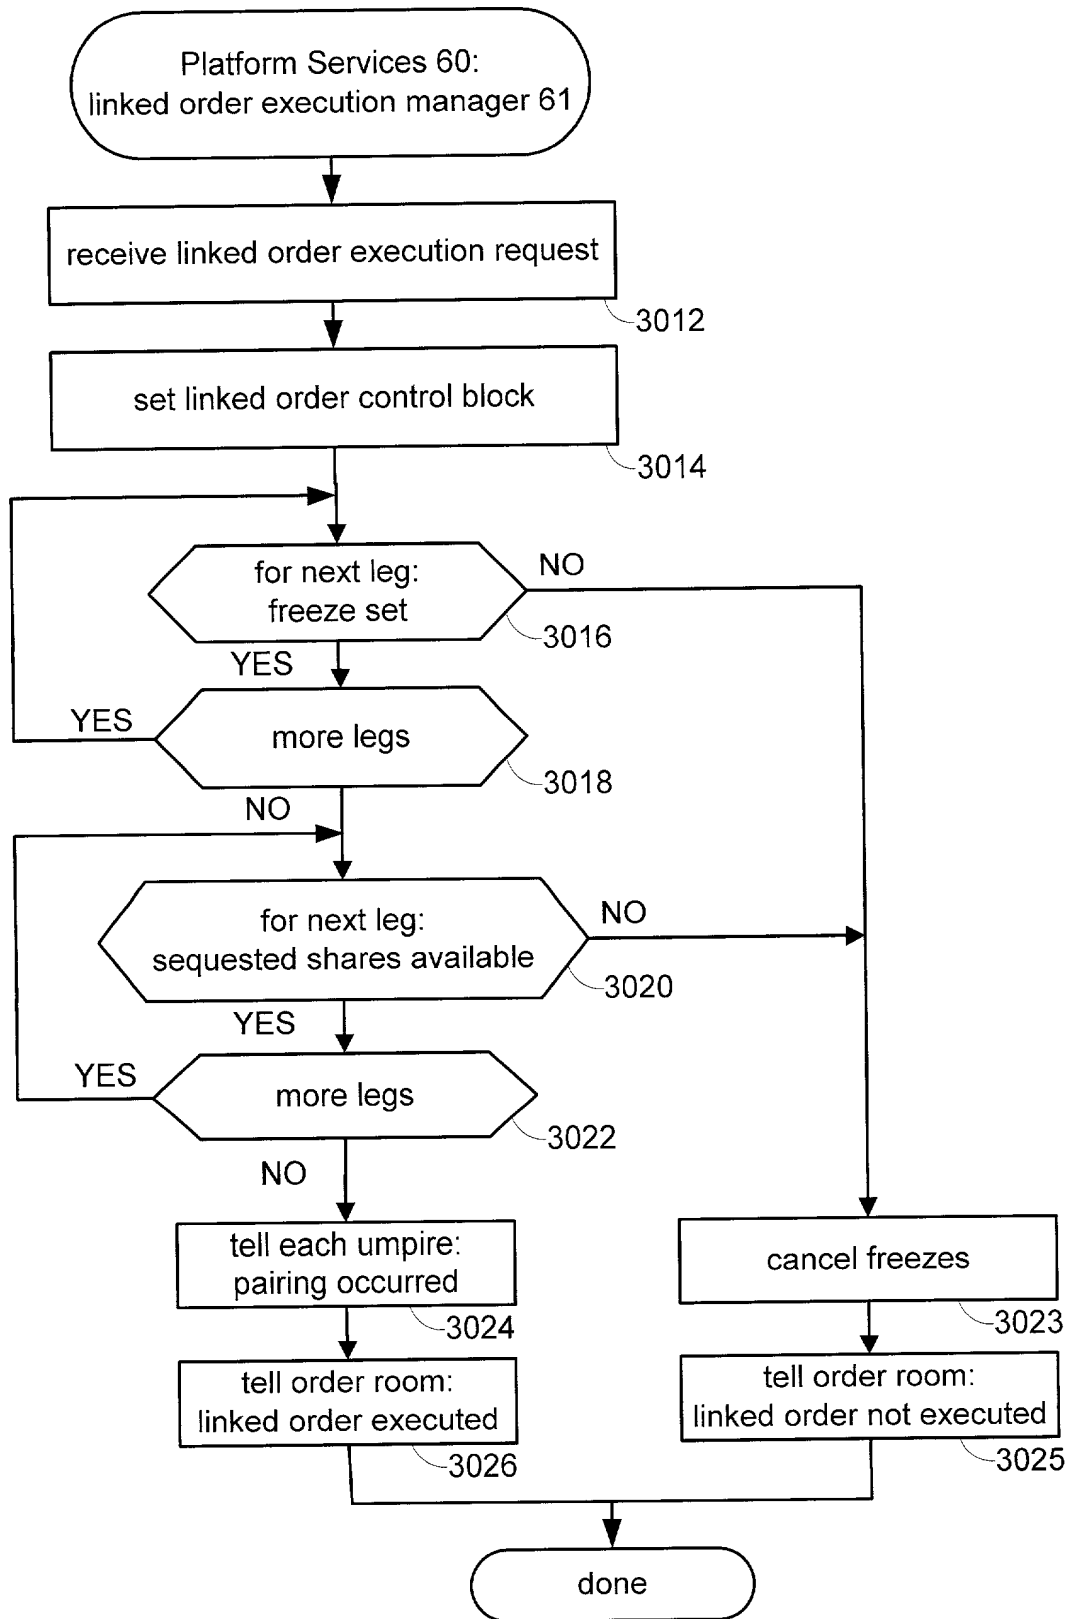 Platform Services 60:
linked order execution manager 61
receive linked order execution request
3012
set linked order control block
3014
for next leg:
freeze set
NO
3016
YES
YES
more legs
3018
NO
for next leg:
sequested shares available
NO
3020
YES
YES
more legs
3022
NO
tell each umpire:
pairing occurred
3024
cancel freezes
3023
tell order room:
linked order executed
3026
tell order room:
linked order not executed
3025
done